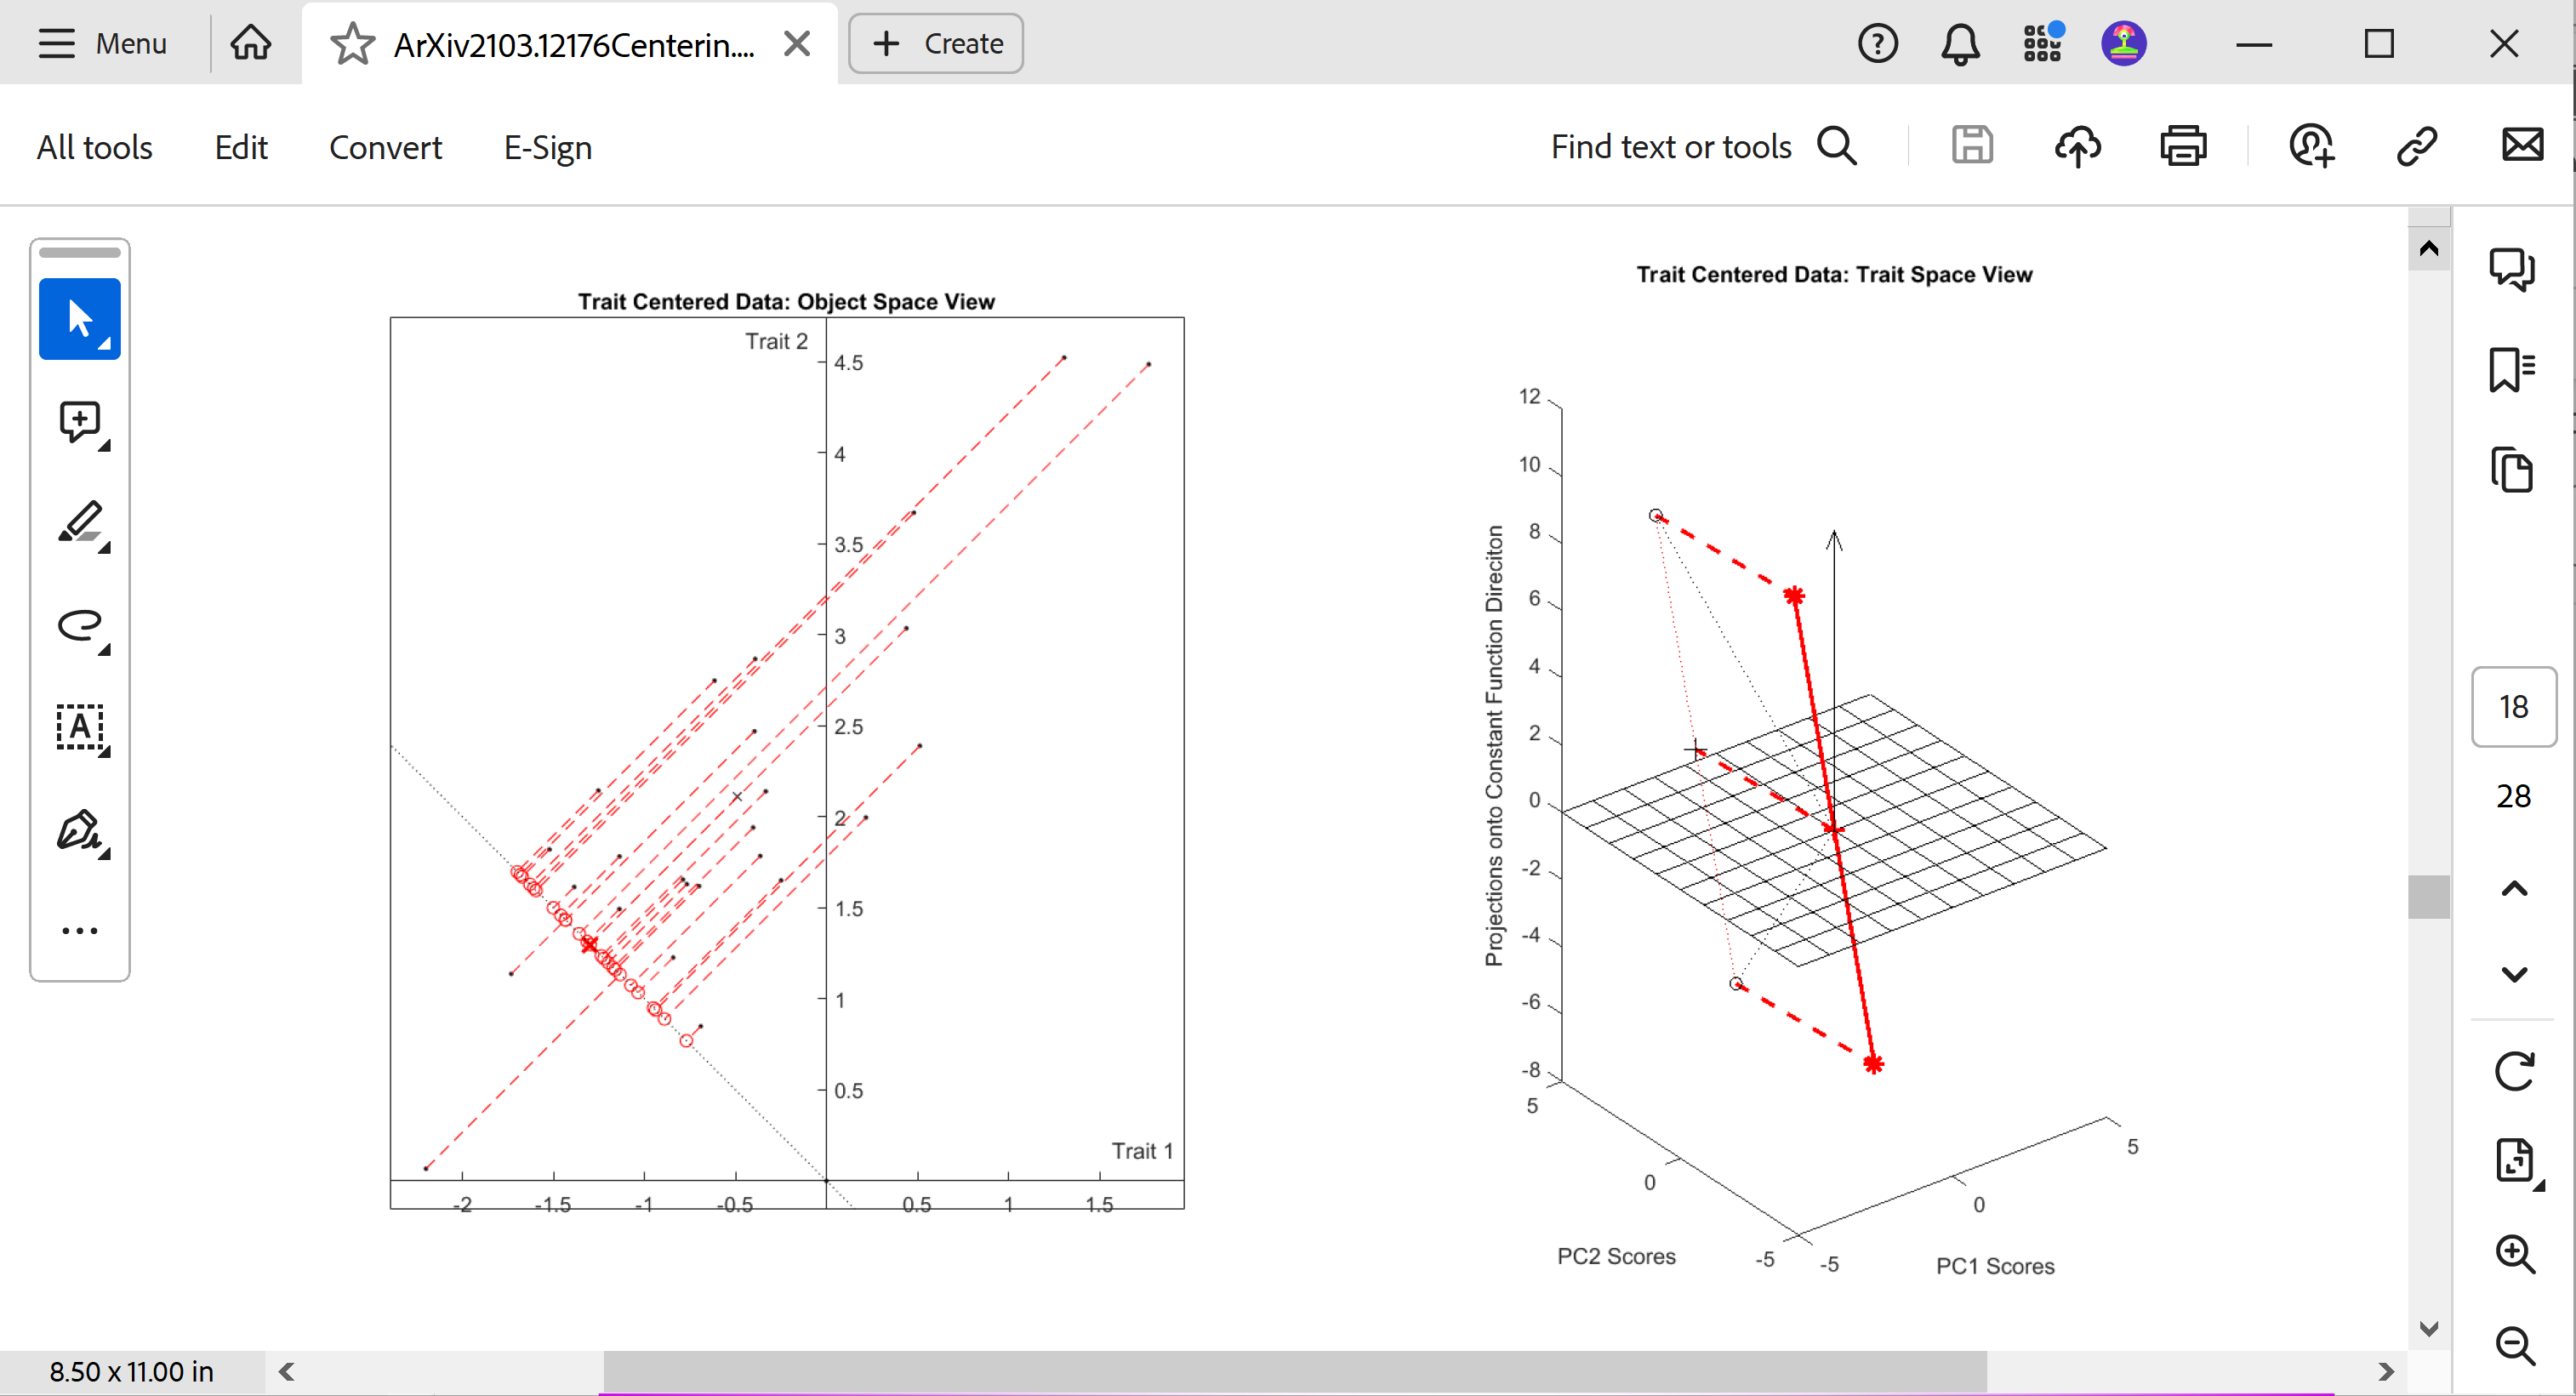 Menu
ArXiv2103.12176Centerin....
Create
All tools
Edit
Convert
E-Sign
Find text or tools
Trait Centered Data: Object Space View
Trait 2
4.5
4
3.5
3
2.5
2
1.5
1
0.5
Trait 1
-2
-1.5
-1
-0.5
0.5
1
1.5
Trait Centered Data: Trait Space View
Projections onto Constant Function Direciton
12
10
8
6
4
2
0
-2
-4
-6
-8
5
0
-5
PC2 Scores
-5
0
5
PC1 Scores
A
18
28
8.50 x 11.00 in